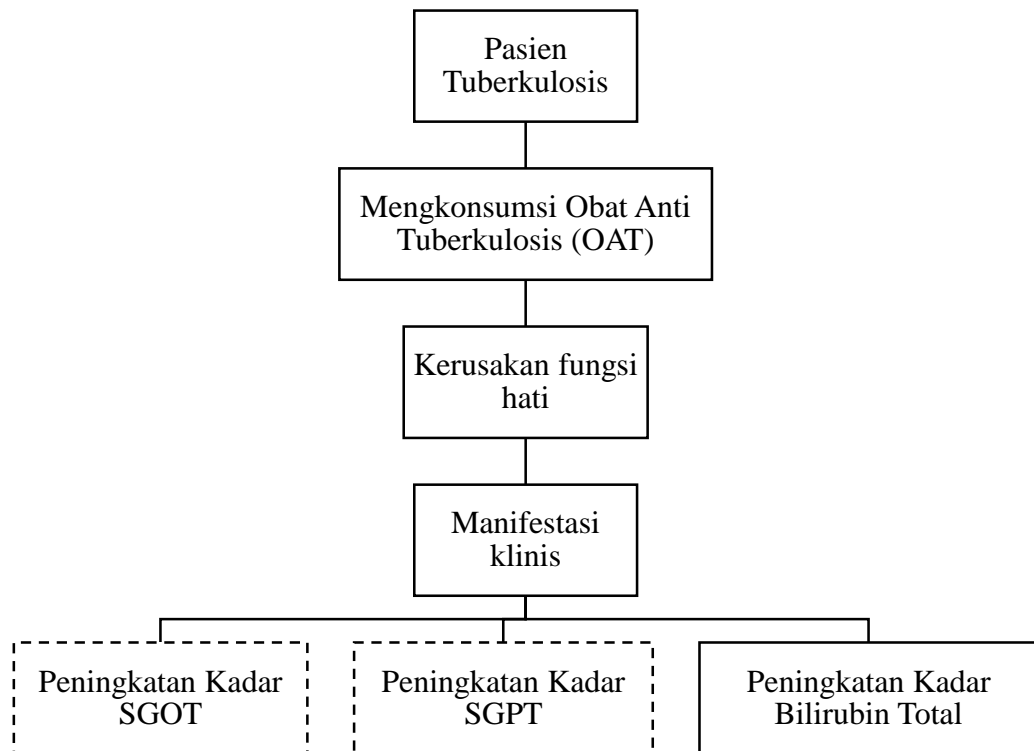 Pasien
Tuberkulosis
Mengkonsumsi Obat Anti
Tuberkulosis (OAT)
Kerusakan fungsi
hati
Manifestasi
klinis
Peningkatan Kadar
SGOT
Peningkatan Kadar
SGPT
Peningkatan Kadar
Bilirubin Total